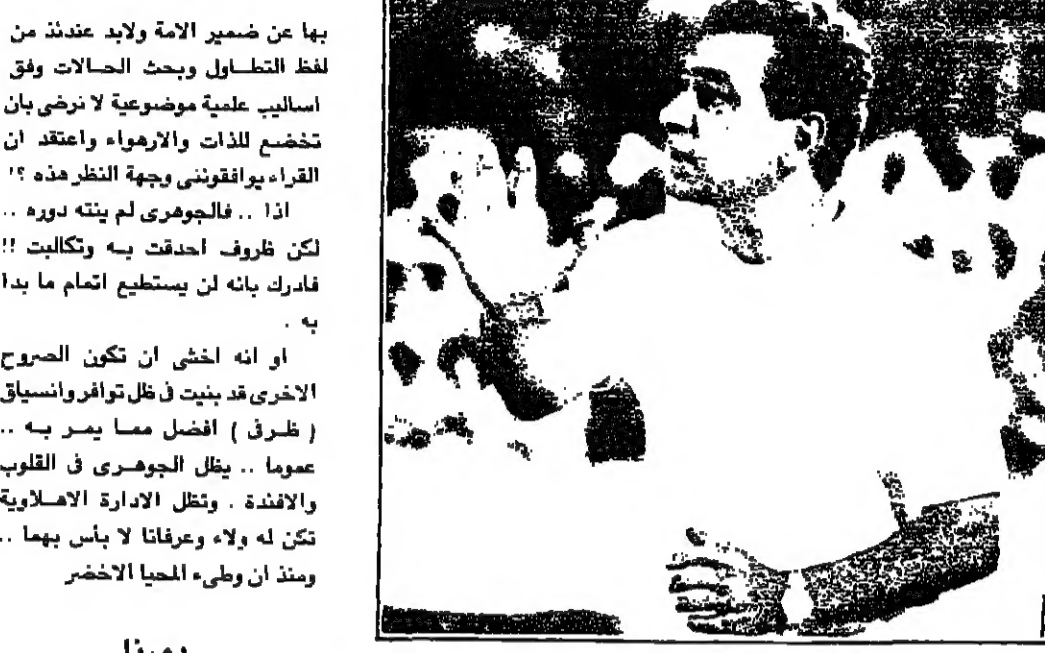 بها عن ضمير الامة ولابد عندئذ من
لفظ التطاول وبحث الحالات وفق
اساليب علمية موضوعية لا نرضى بان
تخضع للذات والارهواء واعتقد ان
القراء يوافقوننى وجهة النظر هذه ؟!
اذا .. فالجوهرى لم ينته دوره ..
لكن ظروف احدقت به وتكالبت !!
فادرك بانه لن يستطيع اتمام ما بدا
به .
او انه اخشى ان تكون الصروح
الاخرى قد بنيت فى ظل توافر وانسياق
( ظرفى ) افضل مما يمر به ..
عموما .. يظل الجوهرى فى القلوب
والافئدة . وتظل الادارة الاهلاوية
تكن له ولاء وعرفانا لا بأس بهما ..
ومنذ ان وطىء المحيا الاخضر